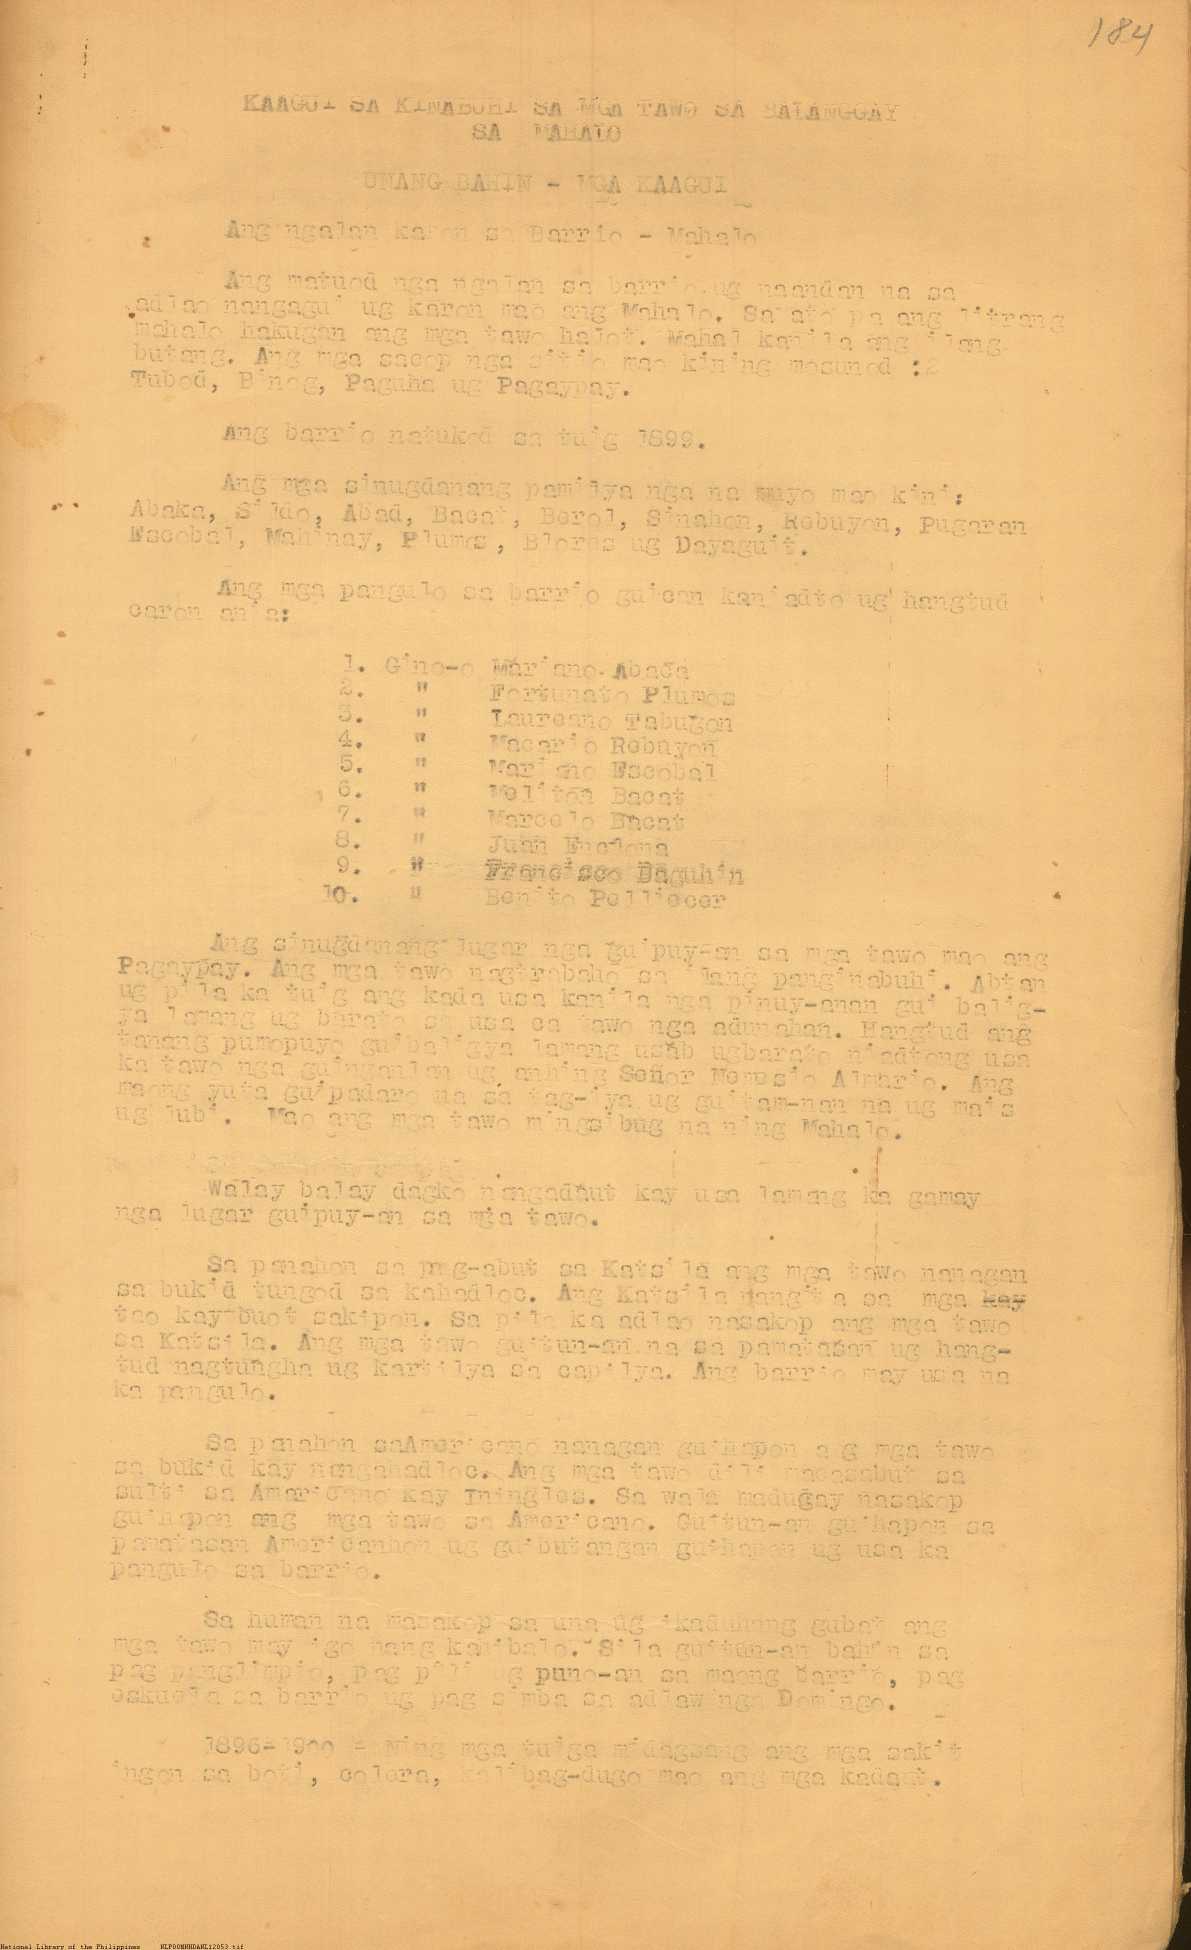 184
KAAGUI SA KINABUHI SA MGA TAWO SA BALANGGAY
SA MAHALO
UNANG BAHIN - MGA KAAGUI
Ang ngalan karon sa Barrio - Mahalo
Ang matuod nga ngalan sa barrio ug naandan na sa
adlao nangagui ug karon mao ang Mahalo. Sa ato pa ang litrang
mahalo hakugan ang mga tawo halot. Mahal kanila ang ilang
butang. Ang mga sacop nga sitio mao kining mosunod :2
Tubod, Binog, Paguha ug Pagaypay.
Ang barrio natukod sa tuig 1899.
Ang mga sinugdanang pamilya nga na muyo mao kini:
Abaka, Sildo, Abad, Bacat, Berol, Sinahon, Rebuyon, Pugaran
Escobal, Mahinay, Plumos, Blores ug Dayaguit.
Ang mga pangulo sa barrio guican kaniadto ug hangtud
caron ania:
1. Gino-o Mariano Abada
2. " Fortunato Plumos
3. " Laureano Tabugon
4. " Macario Rebuyon
5. " Mariano Escobal
6. " Meliton Bacat
7. " Marcelo Bacat
8. " Juan
9. " Francisco Baguhin
10. " Benito Pelliecer
Ang sinugdanang lugar nga guipuy-an sa mga tawo mao ang
Pagaypay. Ang mga tawo nagtrabaho sa ilang panginabuhi. Abtan
ug pila ka tuig ang kada usa kanila nga pinuy-anan gui balig-
ya lamang ug barato sa usa ca tawo nga adunahan. Hangtud ang
tanang pumopuyo guibaligya lamang usab ugbarato niadtong usa
ka tawo nga guinganlan ug anhing Señor Nemesio Almario. Ang
maong yuta guipadaro na sa tag-iya ug guitam-nan na ug mais
ug lubi. Mao ang mga tawo mingsibug na ning Mahalo.
Walay balay dagko nangadaut kay usa lamang ka gamay
nga lugar guipuy-an sa mga tawo.
Sa panahon sa pag-abut sa Katsila ang mga tawo nanagan
sa bukid tungod sa kahadloc. Ang Katsila nangita sa mga kay
tao kay buot sakipon. Sa pila ka adlao nasakop ang mga tawo
sa Katsila. Ang mga tawo guitun-an na sa pamatasan ug hang-
tud nagtungha ug kartilya sa capilya. Ang barrio may usa na
ka pangulo.
Sa panahon saAmericano nanagan guihapon a g mga tawo
sa bukid kay nangahadloc. Ang mga tawo dili macasabut sa
sulti sa Amaricano kay Iningles. Sa wala madugay nasakop
guihapon ang mga tawo sa Americano. Guitun-an guihapon sa
pamatasan Americanhon ug guibutangan guihapon ug usa ka
pangulo sa barrio.
Sa human na masakop sa una ug ikaduhang gubat ang
mga tawo may igo nang kahibalo. Sila guitun-an bahin sa
pag panglimpio, pag pili ug puno-an sa maong barrio, pag
eskuela sa barrio ug pag simba sa adlaw nga Domingo.
1896-1900 - Ning mga tuiga midagsang ang mga sakit
ingon sa boti, colera, kalibag-dugo mao ang mga kadaut.
National Library of the Philippines